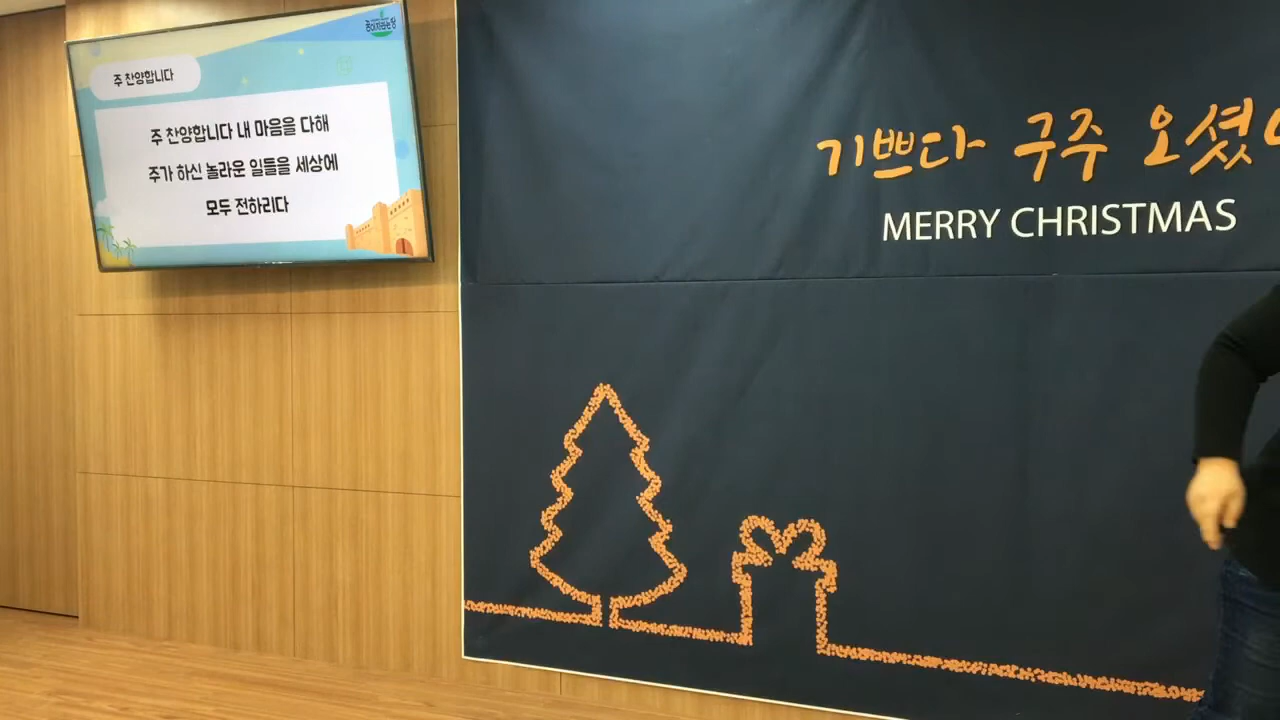 주 찬양합니다
주 찬양합니다 내 마음을 다해
주가 하신 놀라운 일들을 세상에
모두 전하리다
기쁘다 구주 오셨
MERRY CHRISTMAS